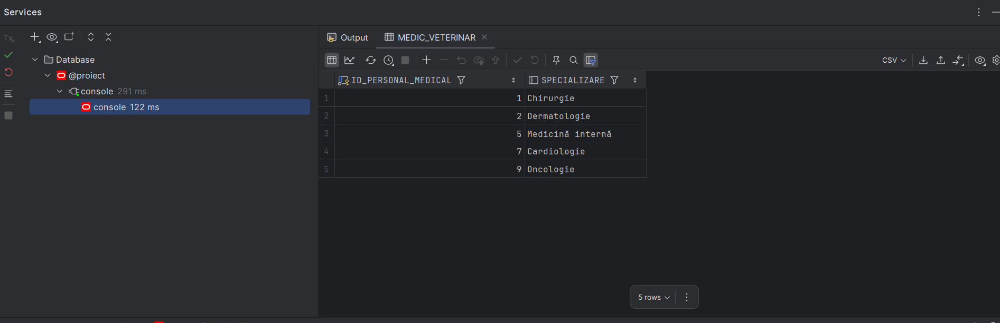 Services
Tx
Database
@proiect
console 291 ms
console 122 ms
Output MEDIC_VETERINAR
CSV
ID_PERSONAL_MEDICAL SPECIALIZARE
1 1 Chirurgie
2 2 Dermatologie
3 5 Medicină internă
4 7 Cardiologie
5 9 Oncologie
5 rows